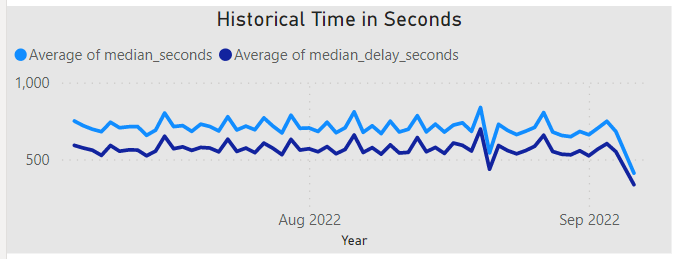 Historical Time in Seconds
Average of median_seconds Average of median_delay_seconds
1,000
500
Aug 2022 Sep 2022
Year